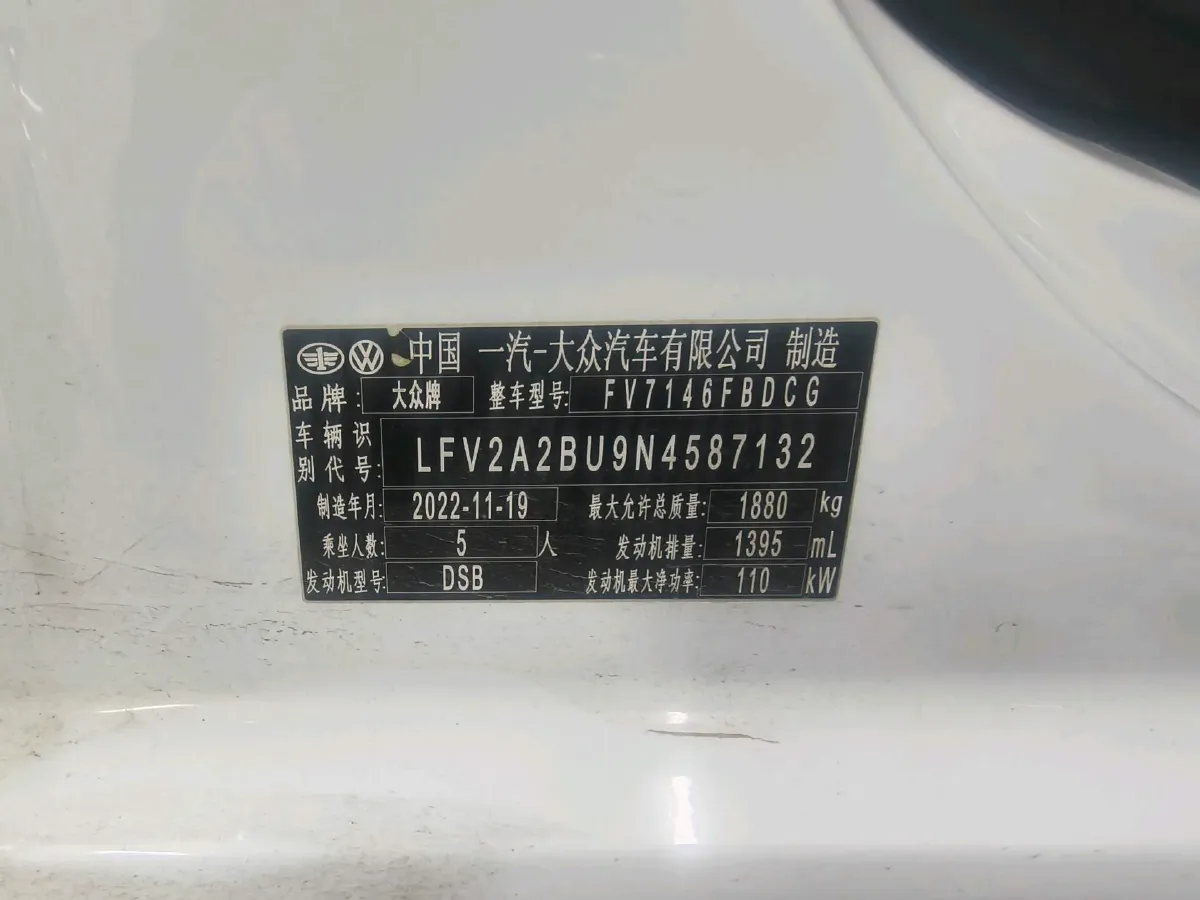 中国 一汽-大众汽车有限公司 制造
品牌: 大众牌 整车型号: FV7146FBDCG
车辆识别代号: LFV2A2BU9N4587132
制造年月: 2022-11-19 最大允许总质量: 1880 kg
乘坐人数: 5 人 发动机排量: 1395 mL
发动机型号: DSB 发动机最大净功率: 110 kW